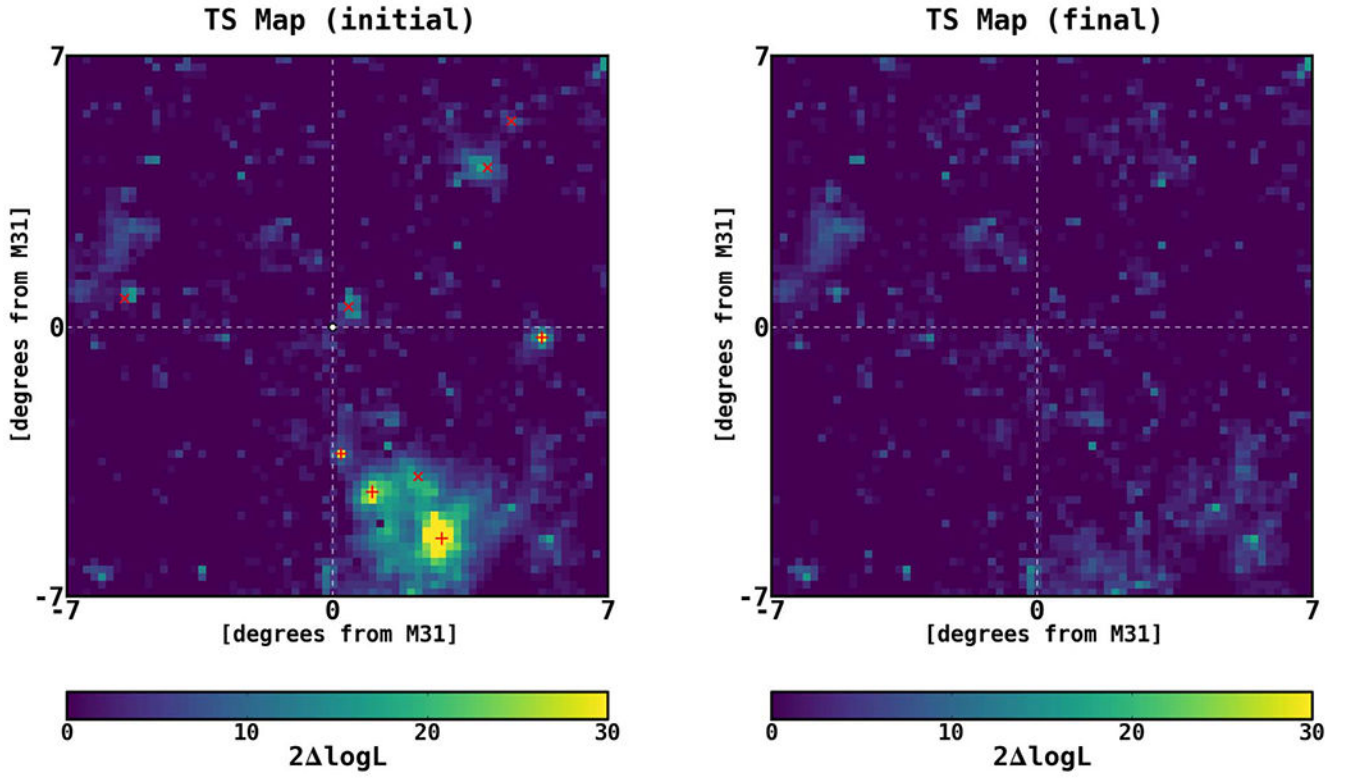 TS Map (initial)
7
0
-7
-7 0 7
[degrees from M31]
[degrees from M31]
0 10 20 30
2ΔlogL
TS Map (final)
7
0
-7
-7 0 7
[degrees from M31]
[degrees from M31]
0 10 20 30
2ΔlogL